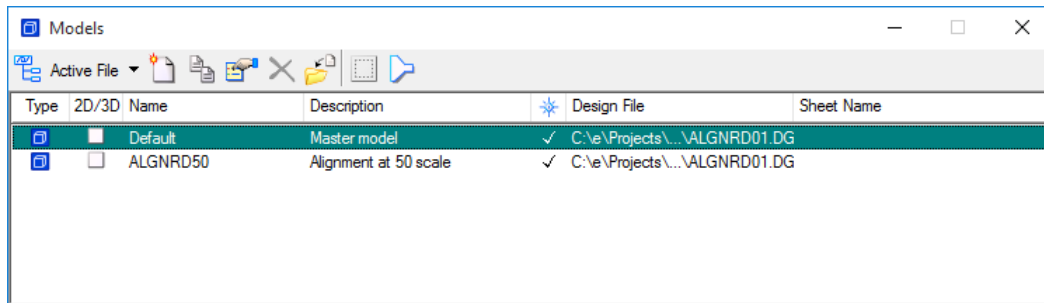 Models
Active File
Type 2D/3D Name Description Design File Sheet Name
Default Master model C:\e\Projects\...\ALGNRD01.DG
ALGNRD50 Alignment at 50 scale C:\e\Projects\...\ALGNRD01.DG